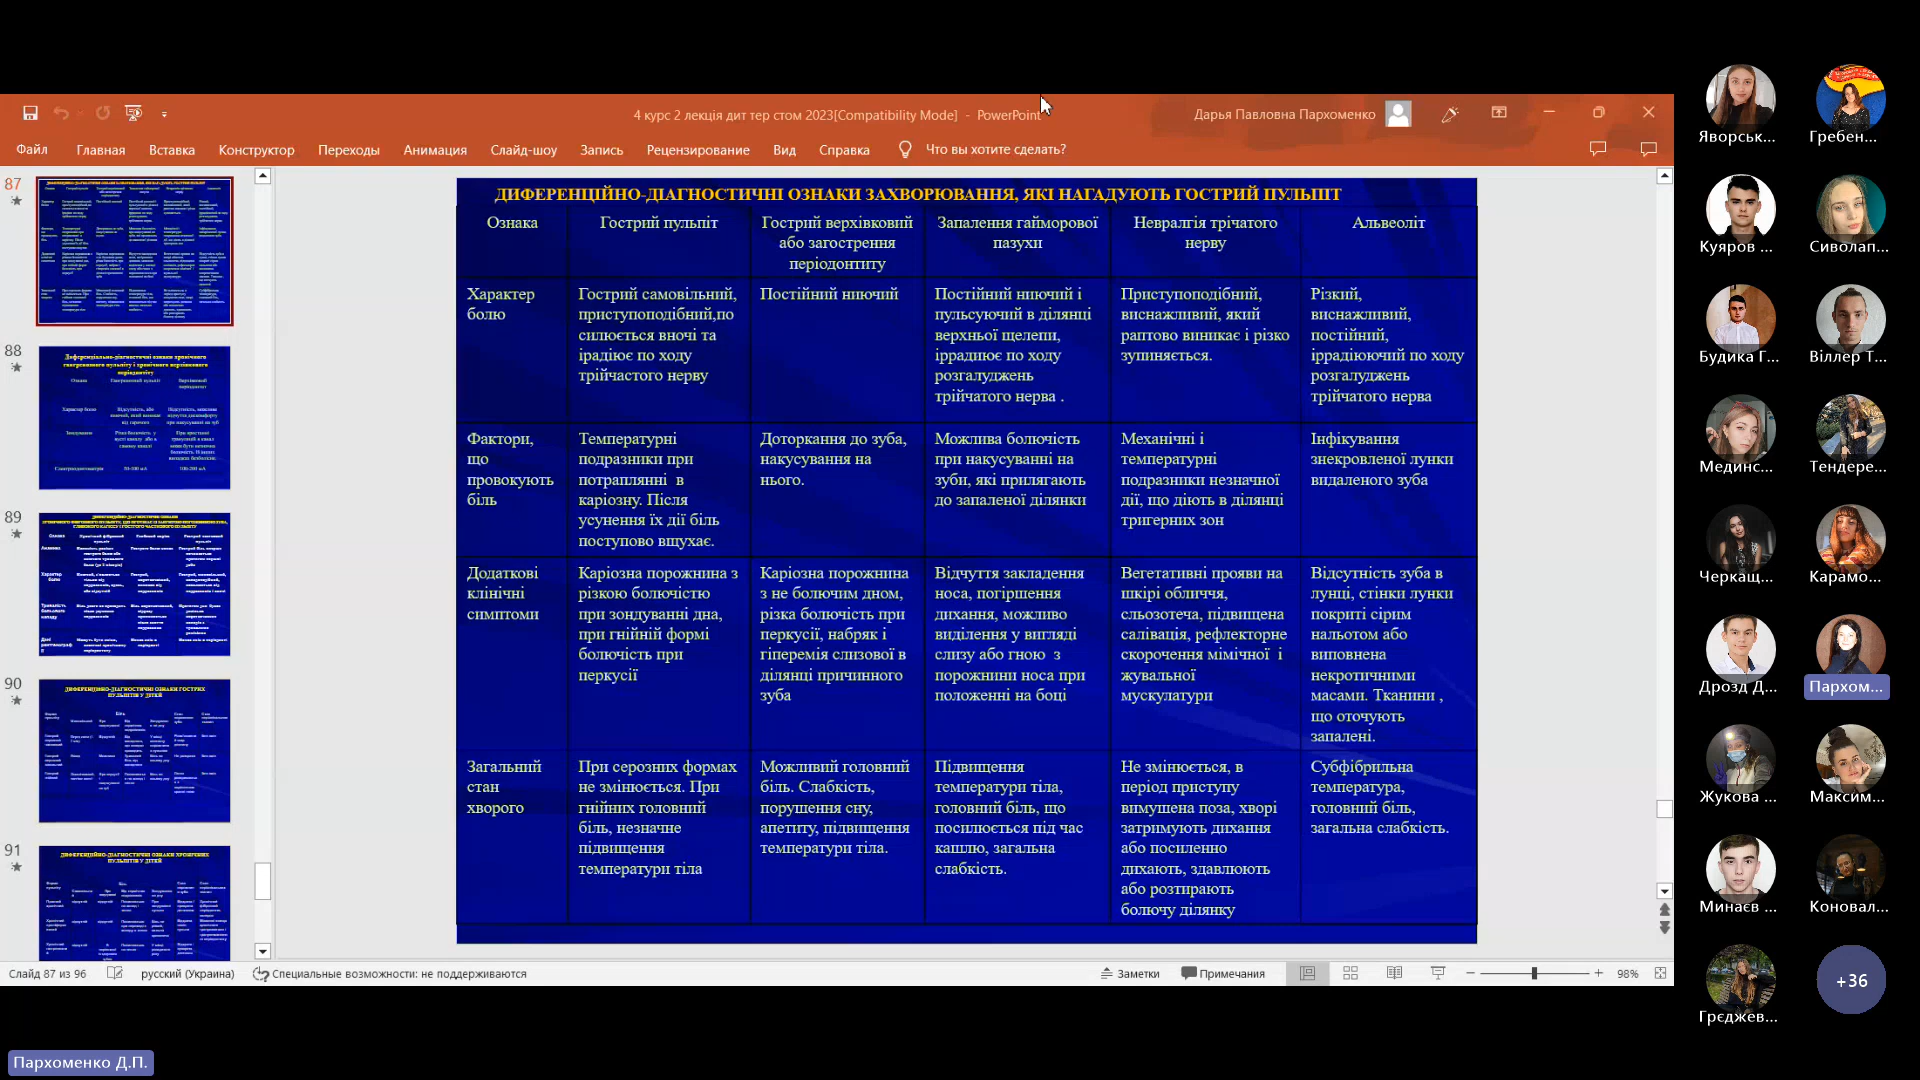 4 курс 2 лекція дит тер стом 2023[Compatibility Mode] - PowerPoint
Дарья Павловна Пархоменко
Файл Главная Вставка Конструктор Переходы Анимация Слайд-шоу Запись Рецензирование Вид Справка Что вы хотите сделать?
87
88
89
90
91
ДИФЕРЕНЦІЙНО-ДІАГНОСТИЧНІ ОЗНАКИ ЗАХВОРЮВАННЯ, ЯКІ НАГАДУЮТЬ ГОСТРИЙ ПУЛЬПІТ
Ознака
Гострий пульпіт
Гострий верхівковий
або загострення
періодонтиту
Запалення гайморової
пазухи
Невралгія трічатого
нерву
Альвеоліт
Характер
болю
Гострий самовільний,
приступоподібний,по
силюється вночі та
ірадіює по ходу
трійчастого нерву
Постійний ниючий
Постійний ниючий і
пульсуючий в ділянці
верхньої щелепи,
іррадиює по ходу
розгалуджень
трійчатого нерва .
Приступоподібний,
виснажливий, який
раптово виникає і різко
зупиняється.
Різкий,
виснажливий,
постійний,
іррадіюючий по ходу
розгалуджень
трійчатого нерва
Фактори,
що
провокують
біль
Температурні
подразники при
потраплянні в
каріозну. Після
усунення їх дії біль
поступово вщухає.
Доторкання до зуба,
накусування на
нього.
Можлива болючість
при накусуванні на
зуби, які прилягають
до запаленої ділянки
Механічні і
температурні
подразники незначної
дії, що діють в ділянці
тригерних зон
Інфікування
знекровленої лунки
видаленого зуба
Додаткові
клінічні
симптоми
Каріозна порожнина з
різкою болючістю
при зондуванні дна,
при гнійній формі
болючість при
перкусії
Каріозна порожнина
з не болючим дном,
різка болючість при
перкусії, набряк і
гіперемія слизової в
ділянці причинного
зуба
Відчуття закладення
носа, погіршення
дихання, можливо
виділення у вигляді
слизу або гною з
порожнини носа при
положенні на боці
Вегетативні прояви на
шкірі обличчя,
сльозотеча, підвищена
салівація, рефлекторне
скорочення мімічної і
жувальної
мускулатури
Відсутність зуба в
лунці, стінки лунки
покриті сірим
нальотом або
виповнена
некротичними
масами. Тканини ,
що оточують
запалені.
Загальний
стан
хворого
При серозних формах
не змінюється. При
гнійних головний
біль, незначне
підвищення
температури тіла
Можливий головний
біль. Слабкість,
порушення сну,
апетиту, підвищення
температури тіла.
Підвищення
температури тіла,
головний біль, що
посилюється під час
кашлю, загальна
слабкість.
Не змінюється, в
період приступу
вимушена поза, хворі
затримують дихання
або посиленно
дихають, здавлюють
або розтирають
болючу ділянку
Субфібрильна
температура,
головний біль,
загальна слабкість.
Слайд 87 из 96 русский (Украина) Специальные возможности: не поддерживаются Заметки Примечания 98%
Яворськ... Гребен...
Куяров ... Сиволап...
Будика Г... Віллер Т...
Мединс... Тендере...
Черкащ... Карамо...
Дрозд Д... Пархом...
Жукова ... Максим...
Минаєв ... Коновал...
Грєджев... +36
Пархоменко Д.П.